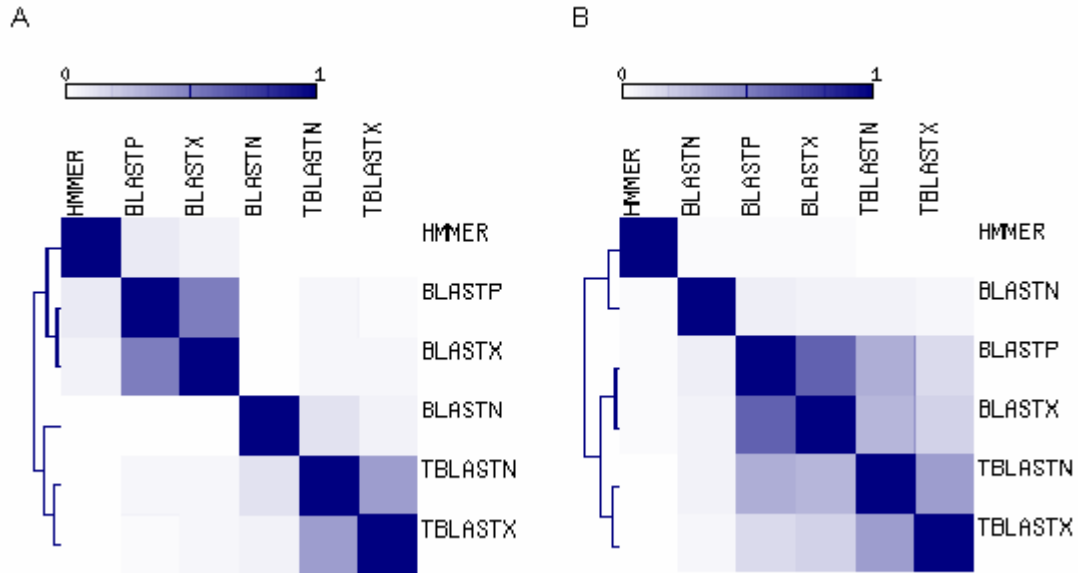 A
0 1
HMMER
BLASTP
BLASTX
BLASTN
TBLASTN
TBLASTX
HMMER
BLASTP
BLASTX
BLASTN
TBLASTN
TBLASTX
B
0 1
HMMER
BLASTN
BLASTP
BLASTX
TBLASTN
TBLASTX
HMMER
BLASTN
BLASTP
BLASTX
TBLASTN
TBLASTX